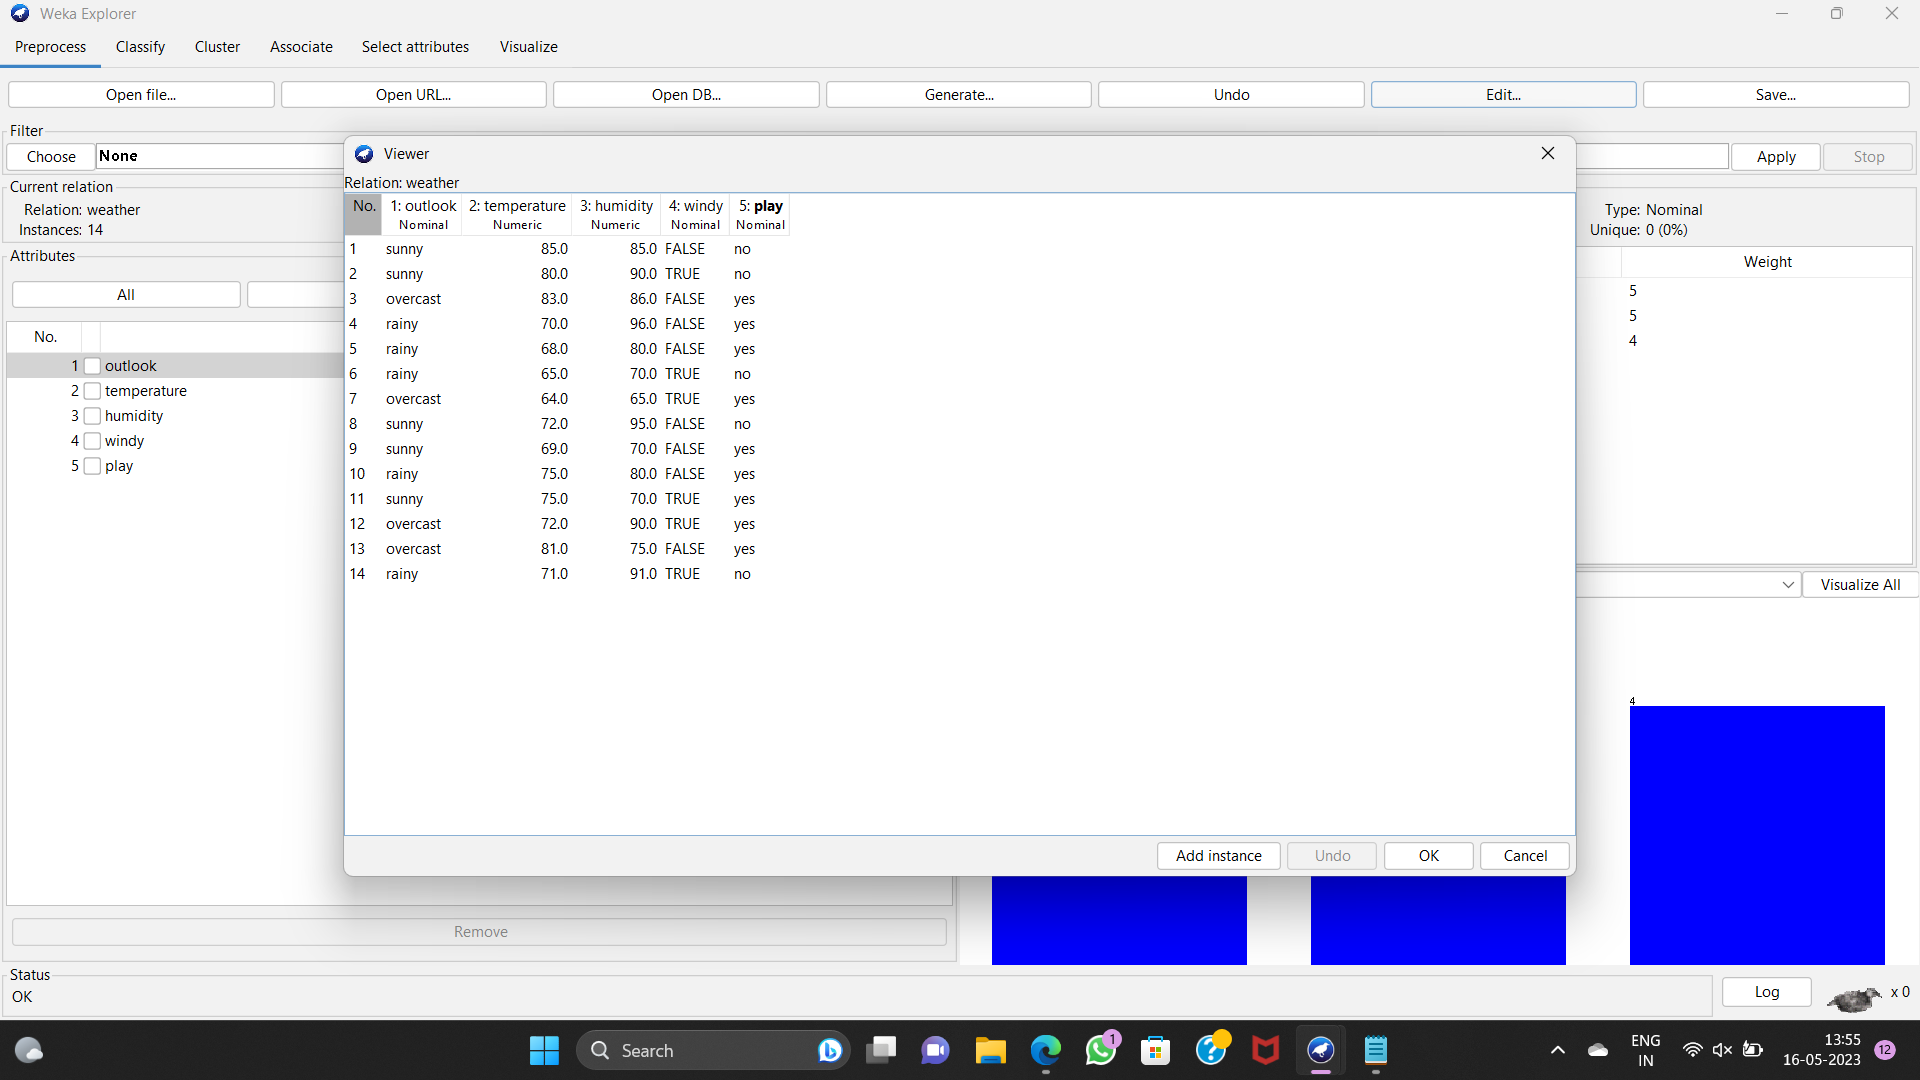 Weka Explorer
Preprocess Classify Cluster Associate Select attributes Visualize
Open file... Open URL... Open DB... Generate... Undo Edit... Save...
Filter
Choose None Apply Stop
Current relation
Relation: weather
Instances: 14
Type: Nominal
Unique: 0 (0%)
Attributes
All
No.
1 outlook
2 temperature
3 humidity
4 windy
5 play
Remove
Viewer
Relation: weather
No. 1: outlook 2: temperature 3: humidity 4: windy 5: play
Nominal Numeric Numeric Nominal Nominal
1 sunny 85.0 85.0 FALSE no
2 sunny 80.0 90.0 TRUE no
3 overcast 83.0 86.0 FALSE yes
4 rainy 70.0 96.0 FALSE yes
5 rainy 68.0 80.0 FALSE yes
6 rainy 65.0 70.0 TRUE no
7 overcast 64.0 65.0 TRUE yes
8 sunny 72.0 95.0 FALSE no
9 sunny 69.0 70.0 FALSE yes
10 rainy 75.0 80.0 FALSE yes
11 sunny 75.0 70.0 TRUE yes
12 overcast 72.0 90.0 TRUE yes
13 overcast 81.0 75.0 FALSE yes
14 rainy 71.0 91.0 TRUE no
Add instance Undo OK Cancel
Weight
5
5
4
Visualize All
4
Status
OK
Log x 0
Search
1
ENG
IN
13:55
16-05-2023
12